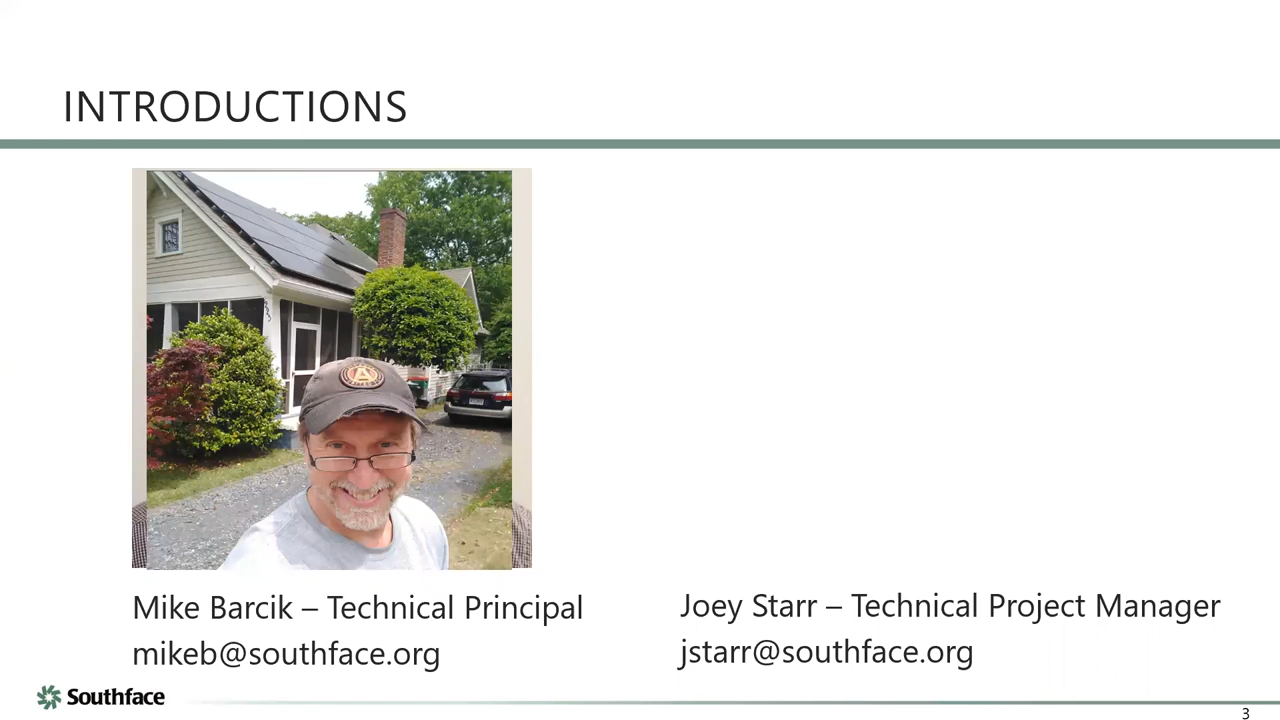 INTRODUCTIONS
A
Mike Barcik – Technical Principal
mikeb@southface.org
Joey Starr – Technical Project Manager
jstarr@southface.org
Southface
3